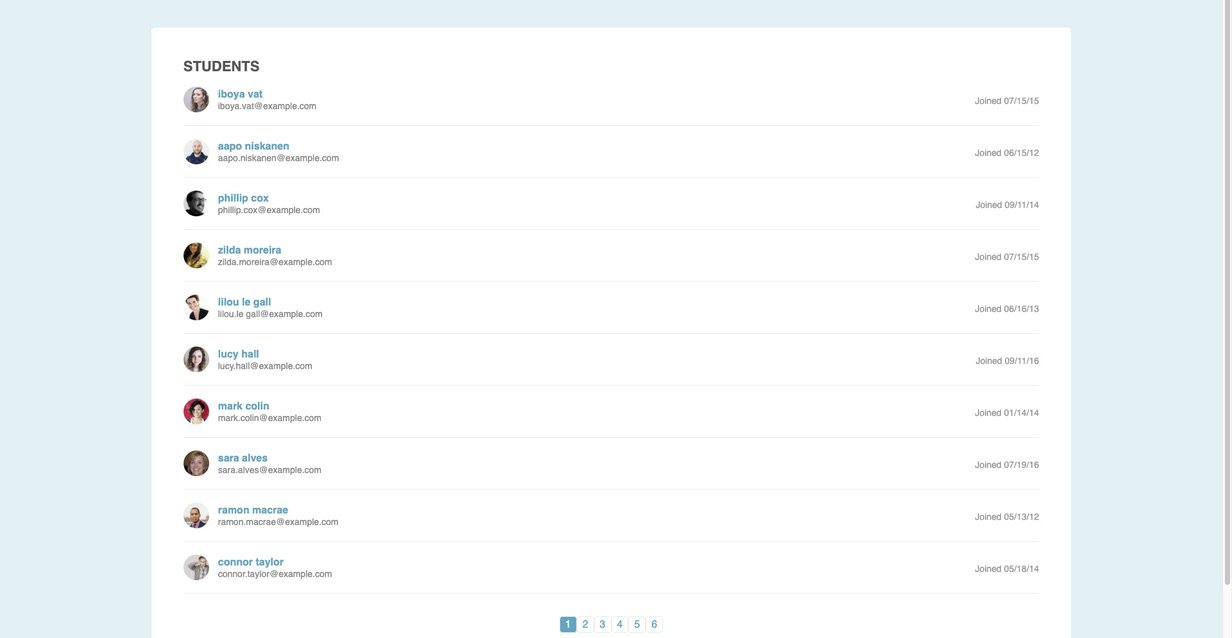 STUDENTS
iboya vat
iboya.vat@example.com
Joined 07/15/15
aapo niskanen
aapo.niskanen@example.com
Joined 06/15/12
phillip cox
phillip.cox@example.com
Joined 09/11/14
zilda moreira
zilda.moreira@example.com
Joined 07/15/15
lilou le gall
lilou.le gall@example.com
Joined 06/16/13
lucy hall
lucy.hall@example.com
Joined 09/11/16
mark colin
mark.colin@example.com
Joined 01/14/14
sara alves
sara.alves@example.com
Joined 07/19/16
ramon macrae
ramon.macrae@example.com
Joined 05/13/12
connor taylor
connor.taylor@example.com
Joined 05/18/14
1 2 3 4 5 6